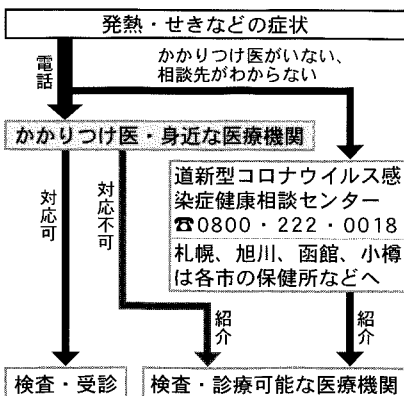 発熱・せきなどの症状
電話
かかりつけ医がいない、
相談先がわからない
かかりつけ医・身近な医療機関
対応可
対応不可
道新型コロナウイルス感
染症健康相談センター
☎0800・222・0018
札幌、旭川、函館、小樽
は各市の保健所などへ
紹介
紹介
検査・受診
検査・診療可能な医療機関